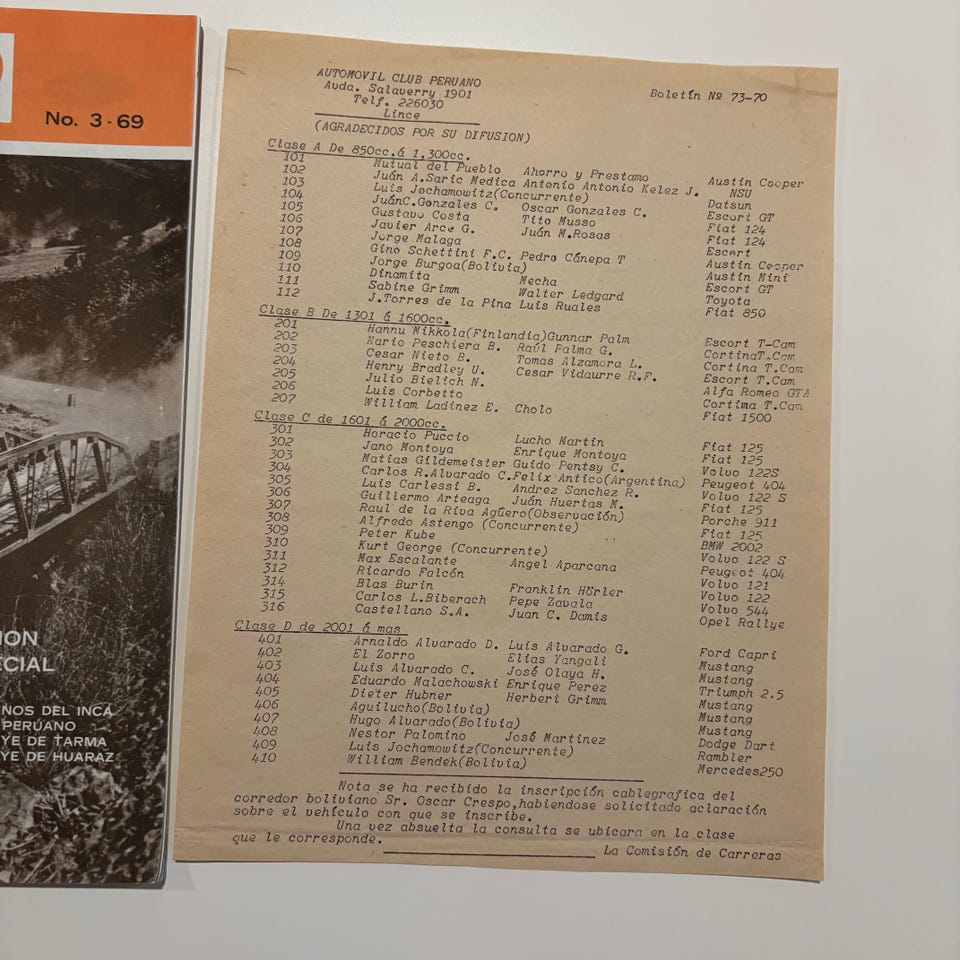 No. 3-69
ION
ECIAL
NOS DEL INCA
PERUANO
YE DE TARMA
YE DE HUARAZ
AUTOMOVIL CLUB PERUANO
Avda. Salaverry 1901
Telf. 226030
Lince
Boletín Nº 73-70
(AGRADECIDOS POR SU DIFUSION)
Clase A De 850cc.á 1,300cc.
101 Mutual del Pueblo Ahorro y Prestamo Austin Cooper
102 Juán A.Saric Medica Antonio Antonio Kelez J. NSU
103 Luis Jochamowitz(Concurrente) Datsun
104 JuánC.Gonzales C. Oscar Gonzales C. Escort GT
105 Gustavo Costa Tito Musso Fiat 124
106 Javier Arce G. Juán M.Rosas Fiat 124
107 Jorge Malaga Escort
108 Gino Schettini F.C. Pedro Cánepa T Austin Cooper
109 Jorge Burgoa(Bolivia) Austin Mini
110 Dinamita Mecha Escort GT
111 Sabine Grimm Walter Ledgard Toyota
112 J.Torres de la Pina Luis Ruales Fiat 850
Clase B De 1301 á 1600cc.
201 Hannu Mikkola(Finlandia)Gunnar Palm Escort T-Cam
202 Mario Peschiera B. Raúl Palma G. CortinaT.Cam
203 Cesar Nieto B. Tomas Alzamora L. Cortina T.Cam
204 Henry Bradley U. Cesar Vidaurre R.F. Escort T.Cam
205 Julio Bielich N. Alfa Romeo GTA
206 Luis Corbetto Cortima T.Cam
207 William Ladinez E. Cholo Fiat 1500
Clase C de 1601 á 2000cc.
301 Horacio Puccio Lucho Martin Fiat 125
302 Jano Montoya Enrique Montoya Fiat 125
303 Matias Gildemeister Guido Pentsy C. Volvo 122S
304 Carlos R.Alvarado C.Felix Antico(Argentina) Peugeot 404
305 Luis Carlessi B. Andrez Sanchez R. Volvo 122 S
306 Guillermo Arteaga Juán Huertas M. Fiat 125
307 Raul de la Riva Agüero(Observación) Porche 911
308 Alfredo Astengo (Concurrente) Fiat 125
309 Peter Kube BMW 2002
310 Kurt George (Concurrente) Volvo 122 S
311 Max Escalante Angel Aparcana Peugeot 404
312 Ricardo Falcón Volvo 121
314 Blas Burin Franklin Hürler Volvo 122
315 Carlos L.Biberach Pepe Zavala Volvo 544
316 Castellano S.A. Juan C. Damis Opel Rallye
Clase D de 2001 á mas
401 Arnaldo Alvarado D. Luis Alvarado G. Ford Capri
402 El Zorro Elias Yangali Mustang
403 Luis Alvarado C. José Olaya H. Mustang
404 Eduardo Malachowski Enrique Perez Triumph 2.5
405 Dieter Hubner Herbert Grimm Mustang
406 Aguilucho(Bolivia) Mustang
407 Hugo Alvarado(Bolivia) Mustang
408 Nestor Palomino José Martinez Dodge Dart
409 Luis Jochamowitz(Concurrente) Rambler
410 William Bendek(Bolivia) Mercedes250
Nota se ha recibido la inscripción cablegrafica del
corredor boliviano Sr. Oscar Crespo,habiendose solicitado aclaración
sobre el vehículo con que se inscribe.
Una vez absuelta la consulta se ubicara en la clase
que le corresponde.
La Comisión de Carreras